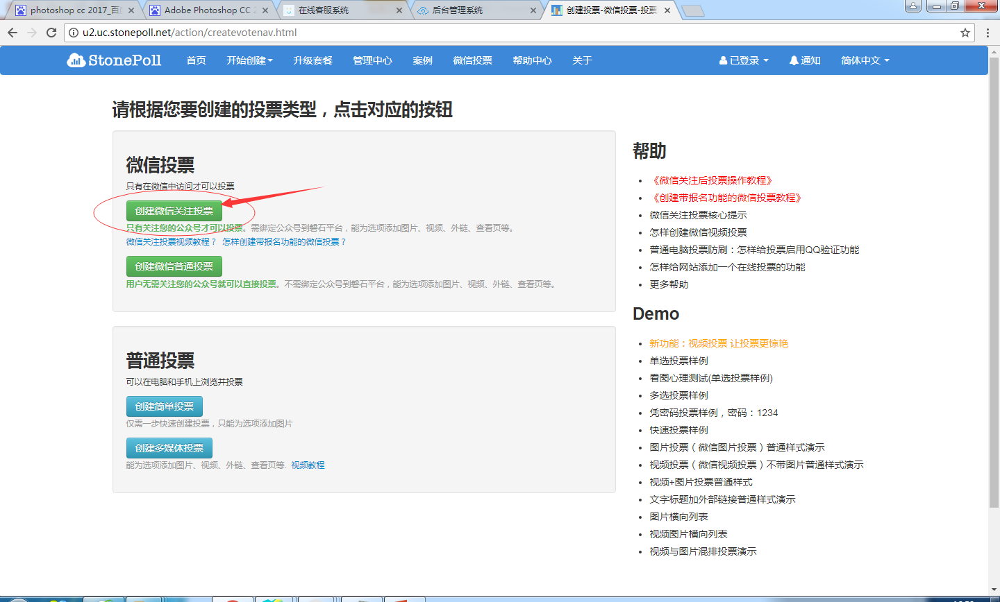 photoshop cc 2017_百
Adobe Photoshop CC 2
在线客服系统
后台管理系统
创建投票-微信投票-投票
u2.uc.stonepoll.net/action/createvotenav.html
StonePoll
首页
开始创建
升级套餐
管理中心
案例
微信投票
帮助中心
关于
已登录
通知
简体中文
请根据您要创建的投票类型，点击对应的按钮
微信投票
只有在微信中访问才可以投票
创建微信关注投票
只有关注您的公众号才可以投票。需绑定公众号到磐石平台，能为选项添加图片、视频、外链、查看页等。
微信关注投票视频教程？ 怎样创建带报名功能的微信投票？
创建微信普通投票
用户无需关注您的公众号就可以直接投票。不需绑定公众号到磐石平台，能为选项添加图片、视频、外链、查看页等。
普通投票
可以在电脑和手机上浏览并投票
创建简单投票
仅需一步快速创建投票，只能为选项添加图片
创建多媒体投票
能为选项添加图片、视频、外链、查看页等. 视频教程
帮助
《微信关注后投票操作教程》
《创建带报名功能的微信投票教程》
微信关注投票核心提示
怎样创建微信视频投票
普通电脑投票防刷：怎样给投票启用QQ验证功能
怎样给网站添加一个在线投票的功能
更多帮助
Demo
新功能：视频投票 让投票更惊艳
单选投票样例
看图心理测试(单选投票样例)
多选投票样例
凭密码投票样例，密码：1234
快速投票样例
图片投票（微信图片投票）普通样式演示
视频投票（微信视频投票）不带图片普通样式演示
视频+图片投票普通样式
文字标题加外部链接普通样式演示
图片横向列表
视频图片横向列表
视频与图片混排投票演示